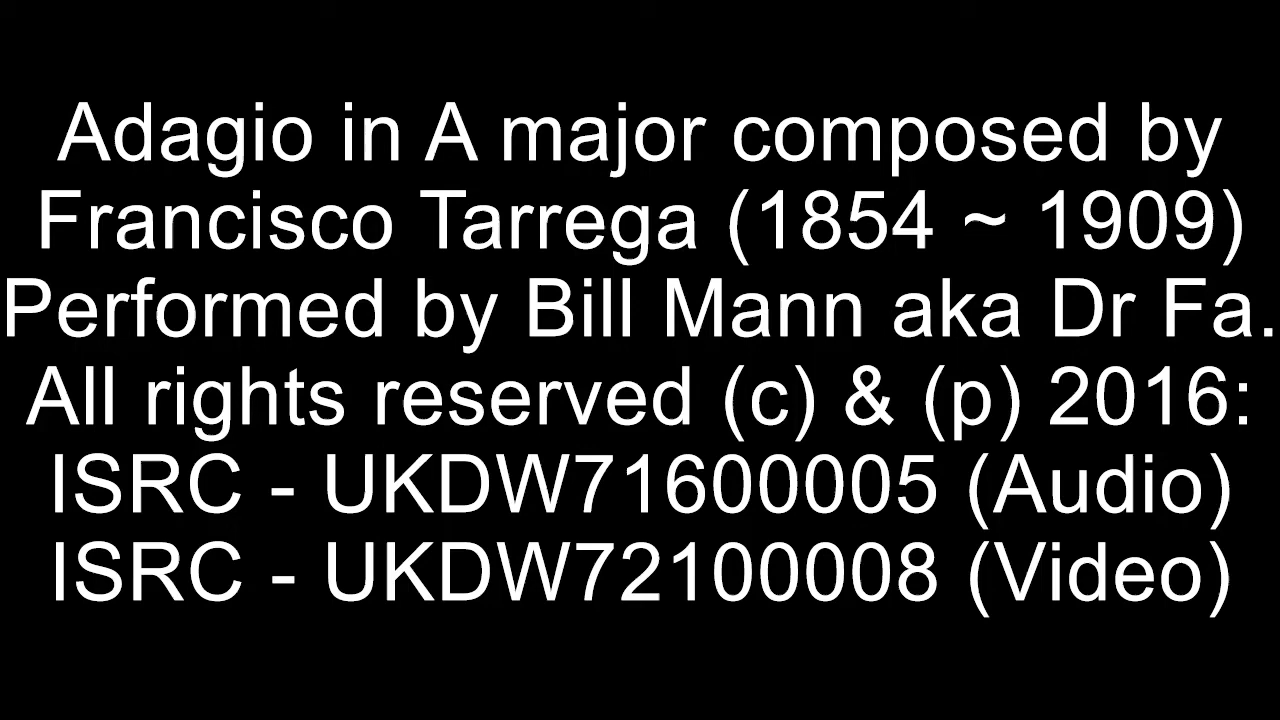 Adagio in A major composed by
Francisco Tarrega (1854 ~ 1909)
Performed by Bill Mann aka Dr Fa.
All rights reserved (c) & (p) 2016:
ISRC - UKDW71600005 (Audio)
ISRC - UKDW72100008 (Video)